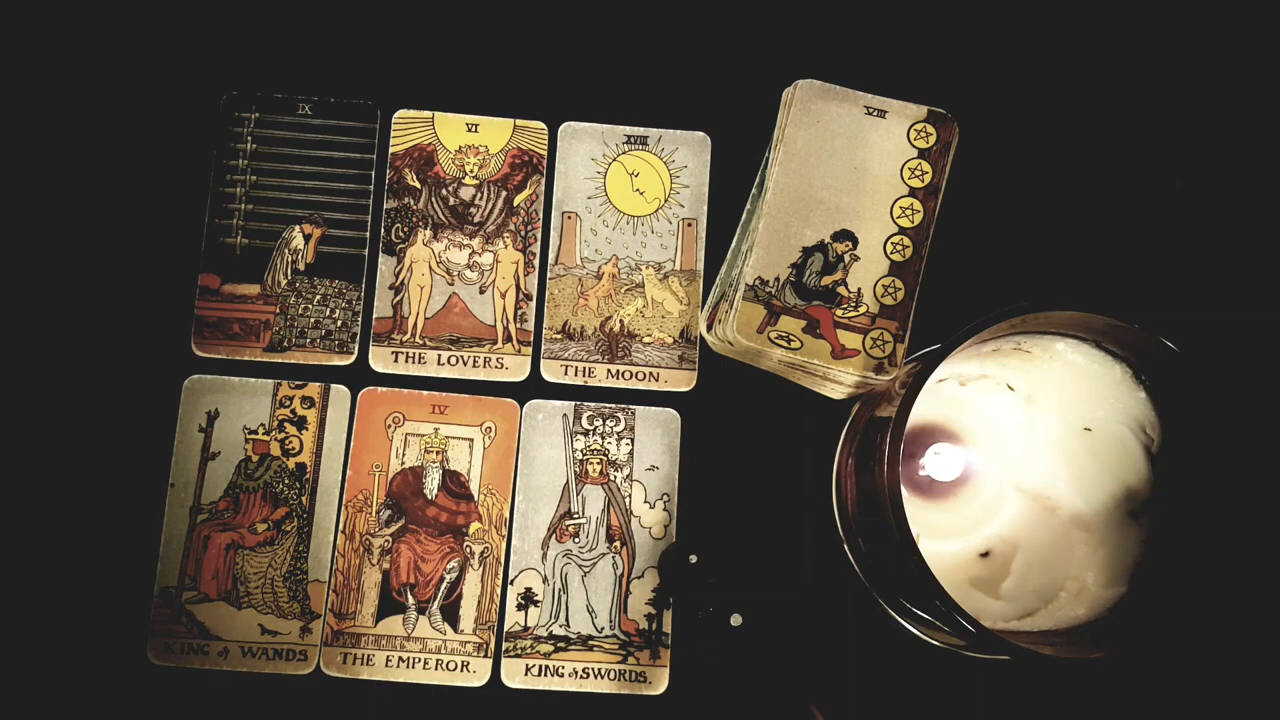 IX
VI
THE LOVERS.
XVIII
THE MOON.
VIII
KING of WANDS
IV
THE EMPEROR.
KING of SWORDS.